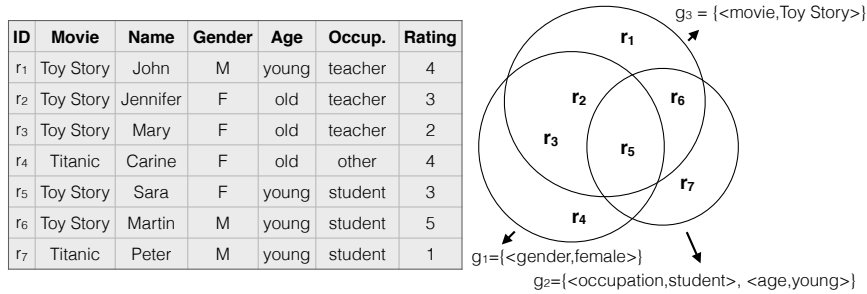 ID Movie Name Gender Age Occup. Rating
r1 Toy Story John M young teacher 4
r2 Toy Story Jennifer F old teacher 3
r3 Toy Story Mary F old teacher 2
r4 Titanic Carine F old other 4
r5 Toy Story Sara F young student 3
r6 Toy Story Martin M young student 5
r7 Titanic Peter M young student 1
g3 = {<movie,Toy Story>}
r1
r2
r6
r3
r5
r7
r4
g1={<gender,female>}
g2={<occupation,student>, <age,young>}